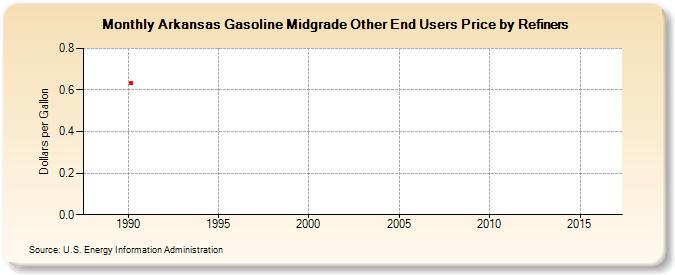 Monthly Arkansas Gasoline Midgrade Other End Users Price by Refiners
Dollars per Gallon
0.8
0.6
0.4
0.2
0.0
1990 1995 2000 2005 2010 2015
Source: U.S. Energy Information Administration